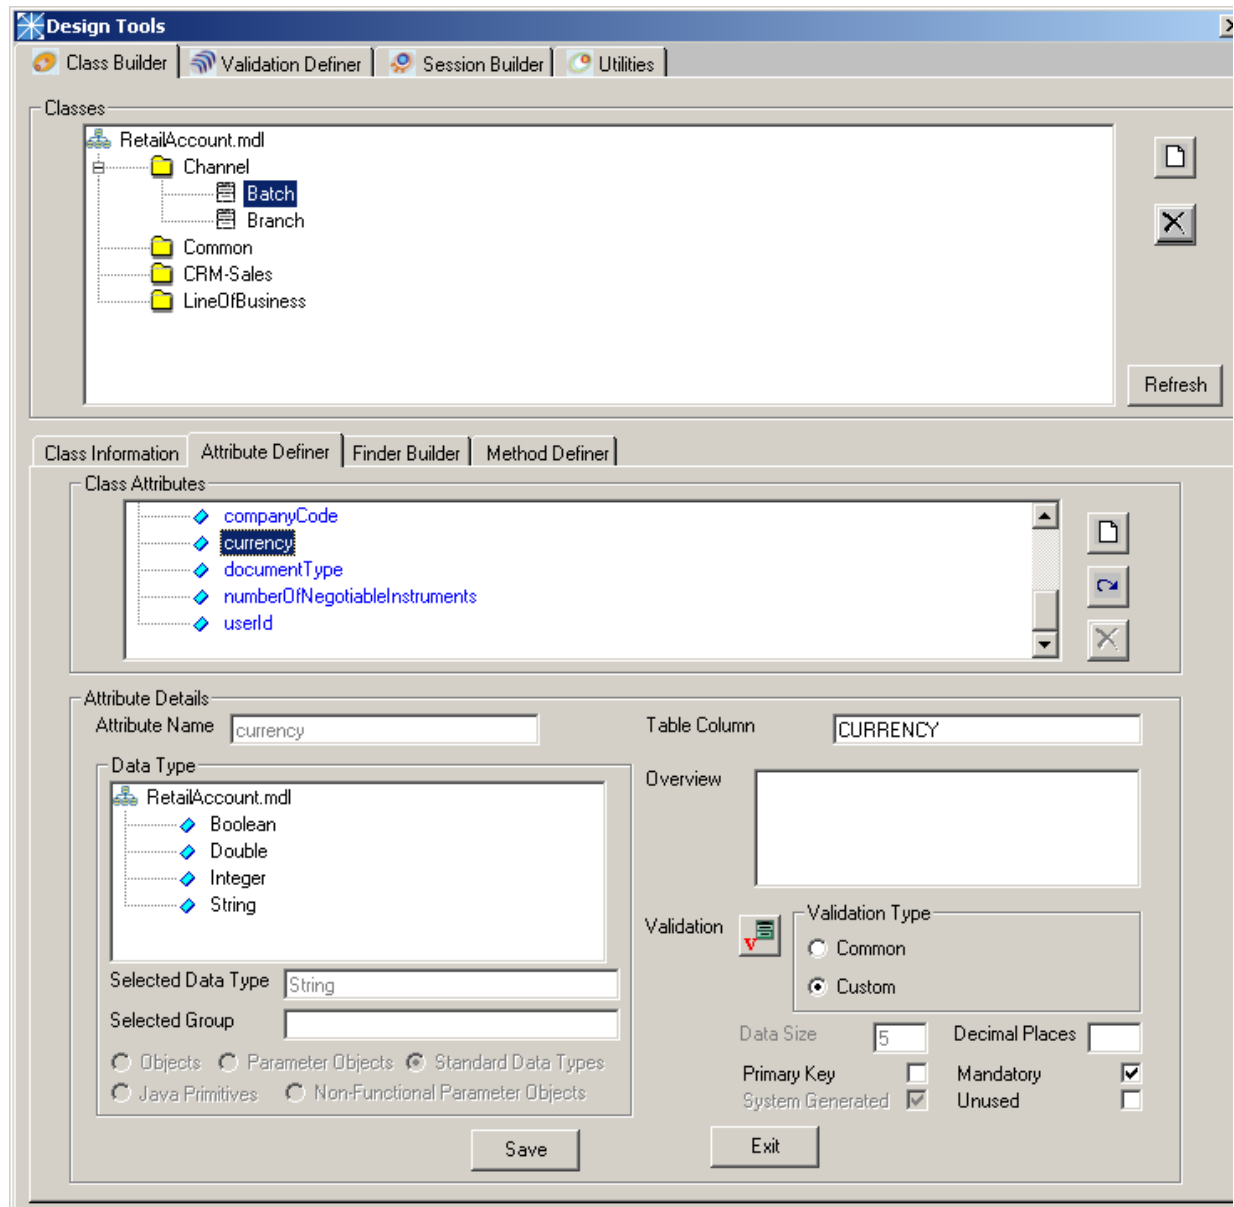 Design Tools
Class Builder Validation Definer Session Builder Utilities
Classes
RetailAccount.mdl
Channel
Batch
Branch
Common
CRM-Sales
LineOfBusiness
Refresh
Class Information Attribute Definer Finder Builder Method Definer
Class Attributes
companyCode
currency
documentType
numberOfNegotiableInstruments
userId
Attribute Details
Attribute Name currency Table Column CURRENCY
Data Type
RetailAccount.mdl
Boolean
Double
Integer
String
Overview
Validation V Validation Type
Common
Custom
Selected Data Type String
Selected Group
Objects Parameter Objects Standard Data Types
Java Primitives Non-Functional Parameter Objects
Data Size 5 Decimal Places
Primary Key Mandatory
System Generated Unused
Save Exit